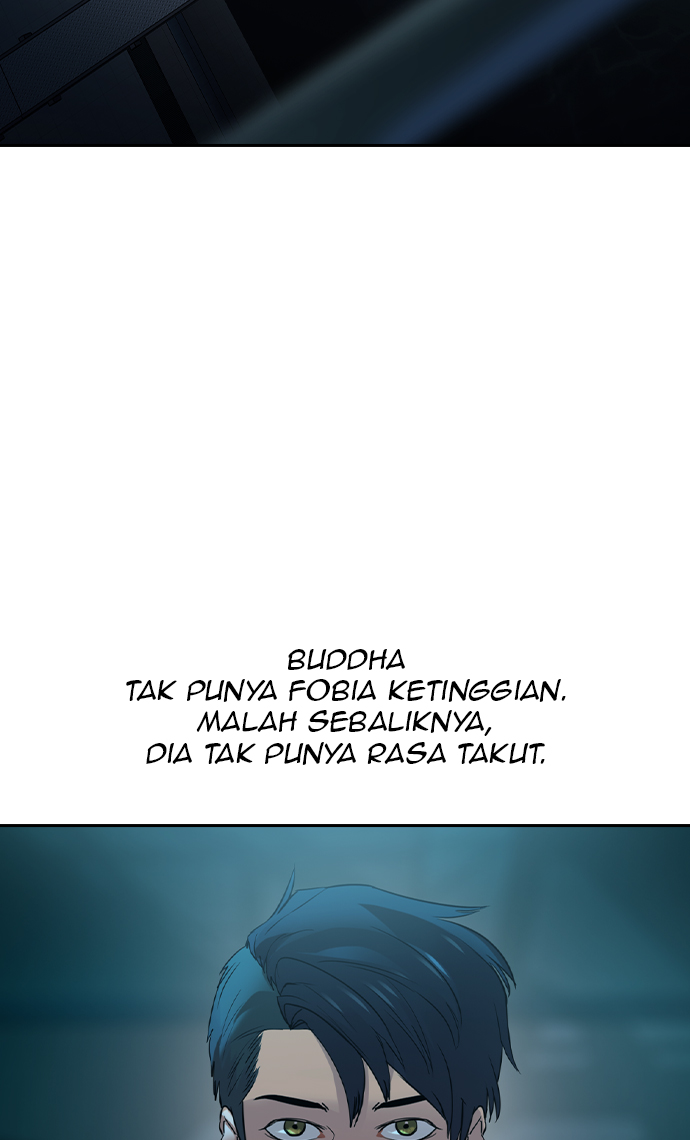 BUDDHA
TAK PUNYA FOBIA KETINGGIAN.
MALAH SEBALIKNYA,
DIA TAK PUNYA RASA TAKUT.